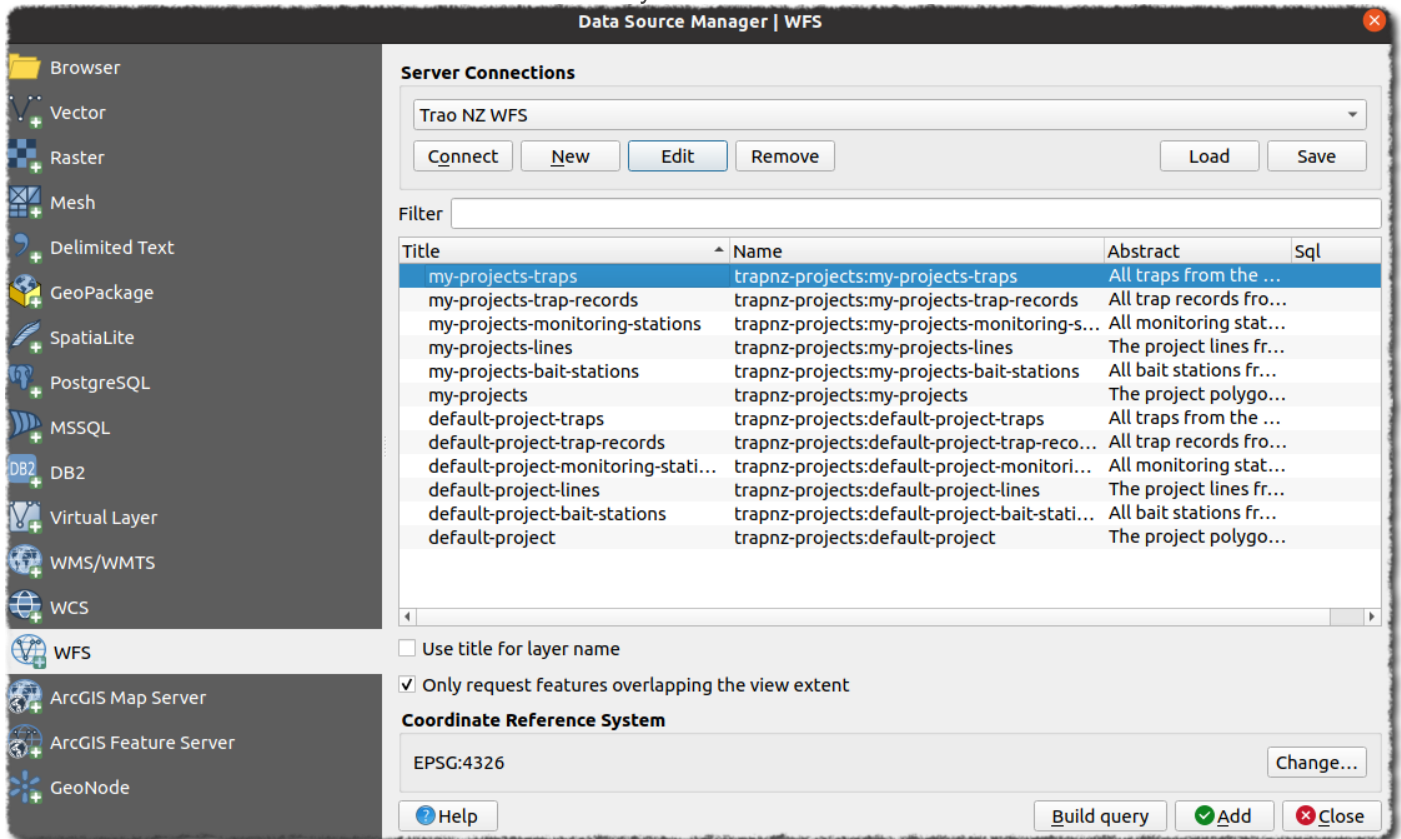 Data Source Manager | WFS
Browser
Vector
Raster
Mesh
Delimited Text
GeoPackage
SpatiaLite
PostgreSQL
MSSQL
DB2 DB2
Virtual Layer
WMS/WMTS
WCS
WFS
ArcGIS Map Server
ArcGIS Feature Server
GeoNode
Server Connections
Trao NZ WFS
Connect New Edit Remove Load Save
Filter
Title Name Abstract Sql
my-projects-traps trapnz-projects:my-projects-traps All traps from the ...
my-projects-trap-records trapnz-projects:my-projects-trap-records All trap records fro...
my-projects-monitoring-stations trapnz-projects:my-projects-monitoring-s... All monitoring stat...
my-projects-lines trapnz-projects:my-projects-lines The project lines fr...
my-projects-bait-stations trapnz-projects:my-projects-bait-stations All bait stations fr...
my-projects trapnz-projects:my-projects The project polygo...
default-project-traps trapnz-projects:default-project-traps All traps from the ...
default-project-trap-records trapnz-projects:default-project-trap-reco... All trap records fro...
default-project-monitoring-stati... trapnz-projects:default-project-monitori... All monitoring stat...
default-project-lines trapnz-projects:default-project-lines The project lines fr...
default-project-bait-stations trapnz-projects:default-project-bait-stati... All bait stations fr...
default-project trapnz-projects:default-project The project polygo...
Use title for layer name
Only request features overlapping the view extent
Coordinate Reference System
EPSG:4326 Change...
Help Build query Add Close